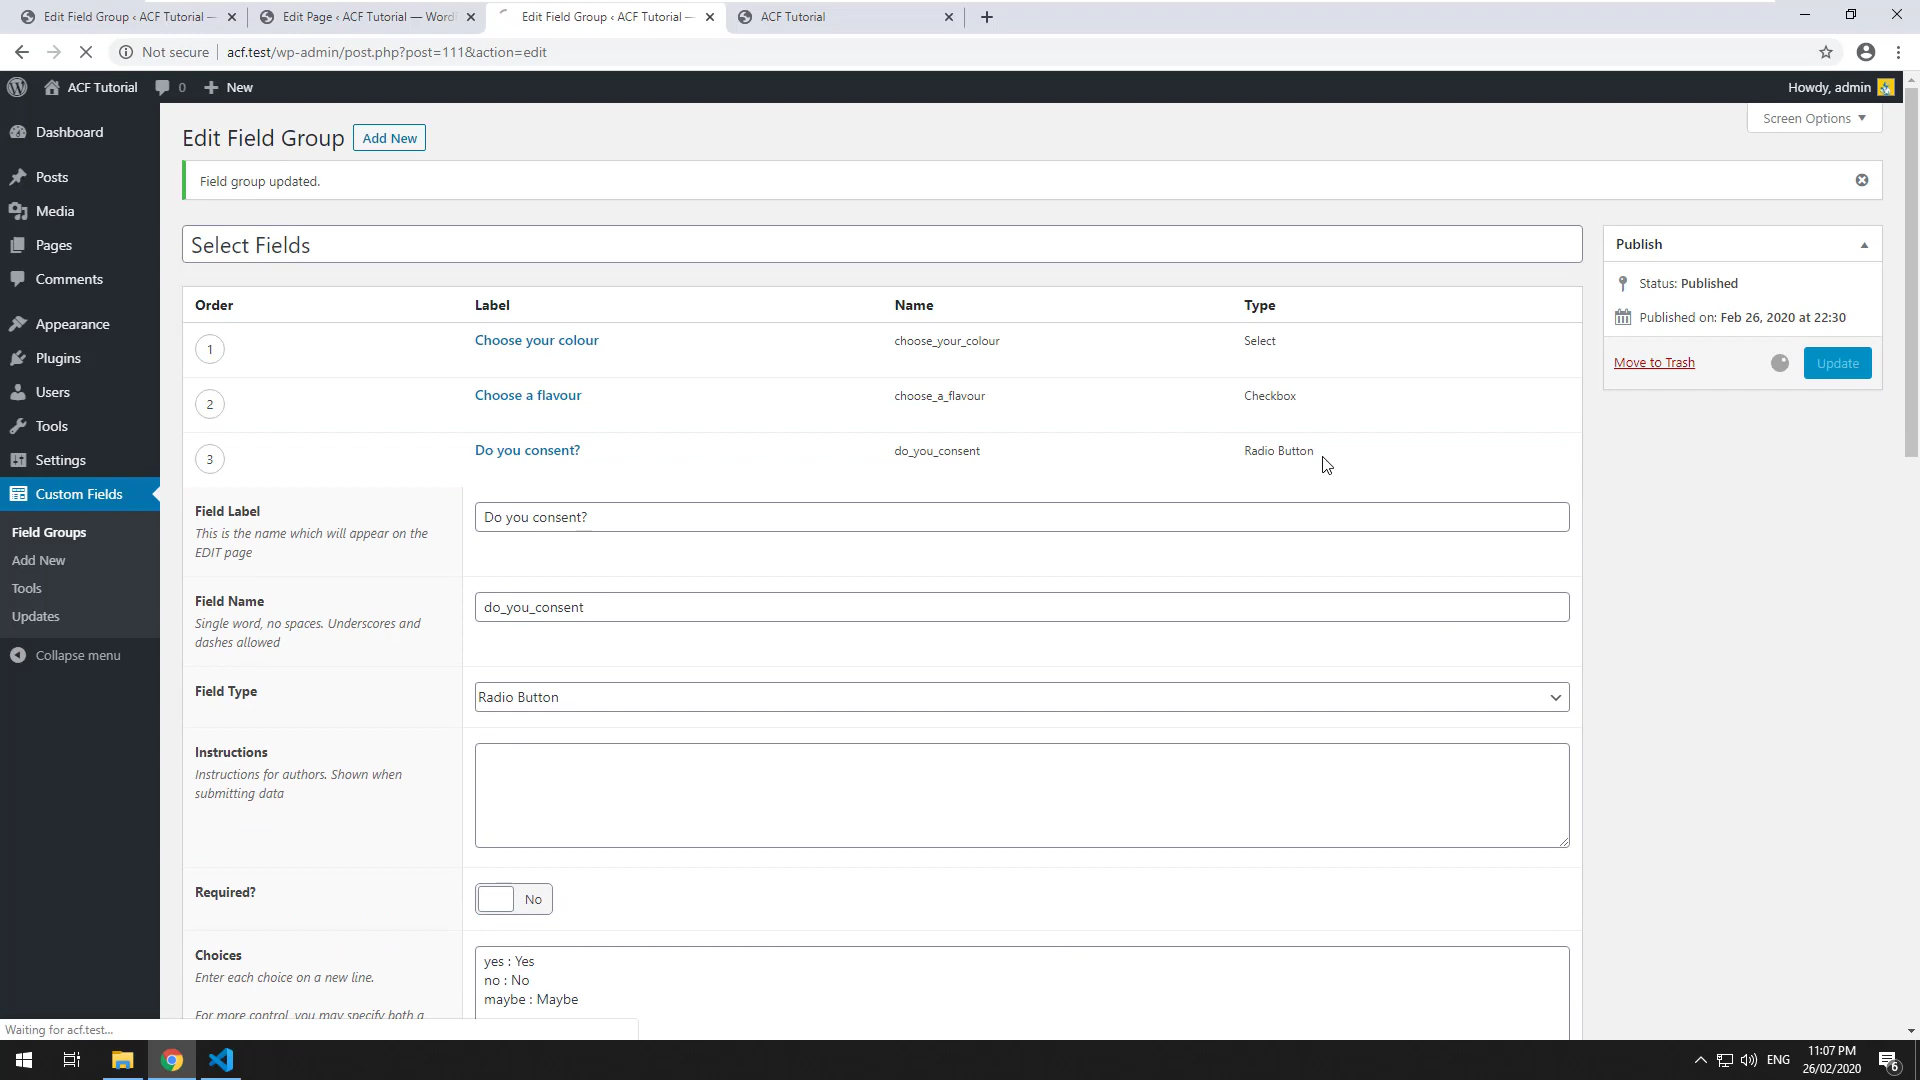 Edit Field Group ‹ ACF Tutorial —
Edit Page ‹ ACF Tutorial — Word
Edit Field Group ‹ ACF Tutorial —
ACF Tutorial
Not secure
acf.test/wp-admin/post.php?post=111&action=edit
ACF Tutorial
0
New
Howdy, admin
Dashboard
Posts
Media
Pages
Comments
Appearance
Plugins
Users
Tools
Settings
Custom Fields
Field Groups
Add New
Tools
Updates
Collapse menu
Screen Options
Edit Field Group
Add New
Field group updated.
Select Fields
Order
Label
Name
Type
1
Choose your colour
choose_your_colour
Select
2
Choose a flavour
choose_a_flavour
Checkbox
3
Do you consent?
do_you_consent
Radio Button
Field Label
This is the name which will appear on the
EDIT page
Do you consent?
Field Name
Single word, no spaces. Underscores and
dashes allowed
do_you_consent
Field Type
Radio Button
Instructions
Instructions for authors. Shown when
submitting data
Required?
No
Choices
Enter each choice on a new line.
For more control, you may specify both a
yes : Yes
no : No
maybe : Maybe
Publish
Status: Published
Published on: Feb 26, 2020 at 22:30
Move to Trash
Update
Waiting for acf.test...
ENG
11:07 PM
26/02/2020
6